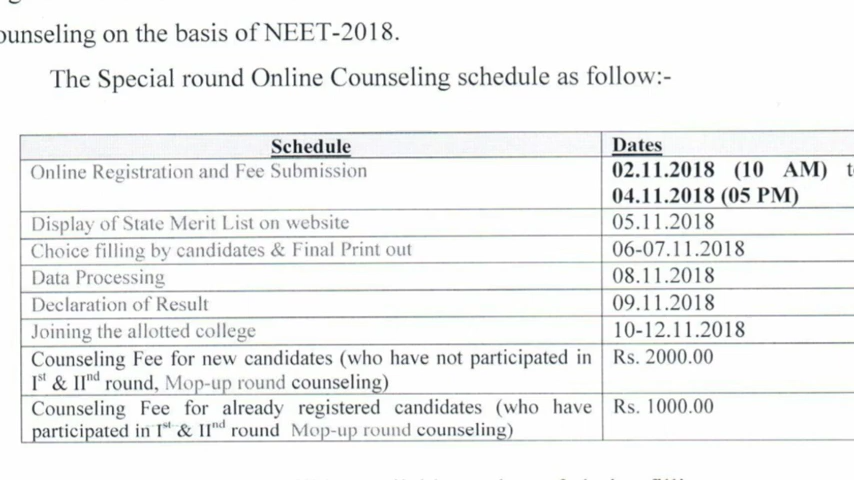 ounseling on the basis of NEET-2018.
The Special round Online Counseling schedule as follow:-
Schedule Dates
Online Registration and Fee Submission 02.11.2018 (10 AM)
04.11.2018 (05 PM)
Display of State Merit List on website 05.11.2018
Choice filling by candidates & Final Print out 06-07.11.2018
Data Processing 08.11.2018
Declaration of Result 09.11.2018
Joining the allotted college 10-12.11.2018
Counseling Fee for new candidates (who have not participated in Rs. 2000.00
Ist & IInd round, Mop-up round counseling)
Counseling Fee for already registered candidates (who have Rs. 1000.00
participated in Ist & IInd round Mop-up round counseling)